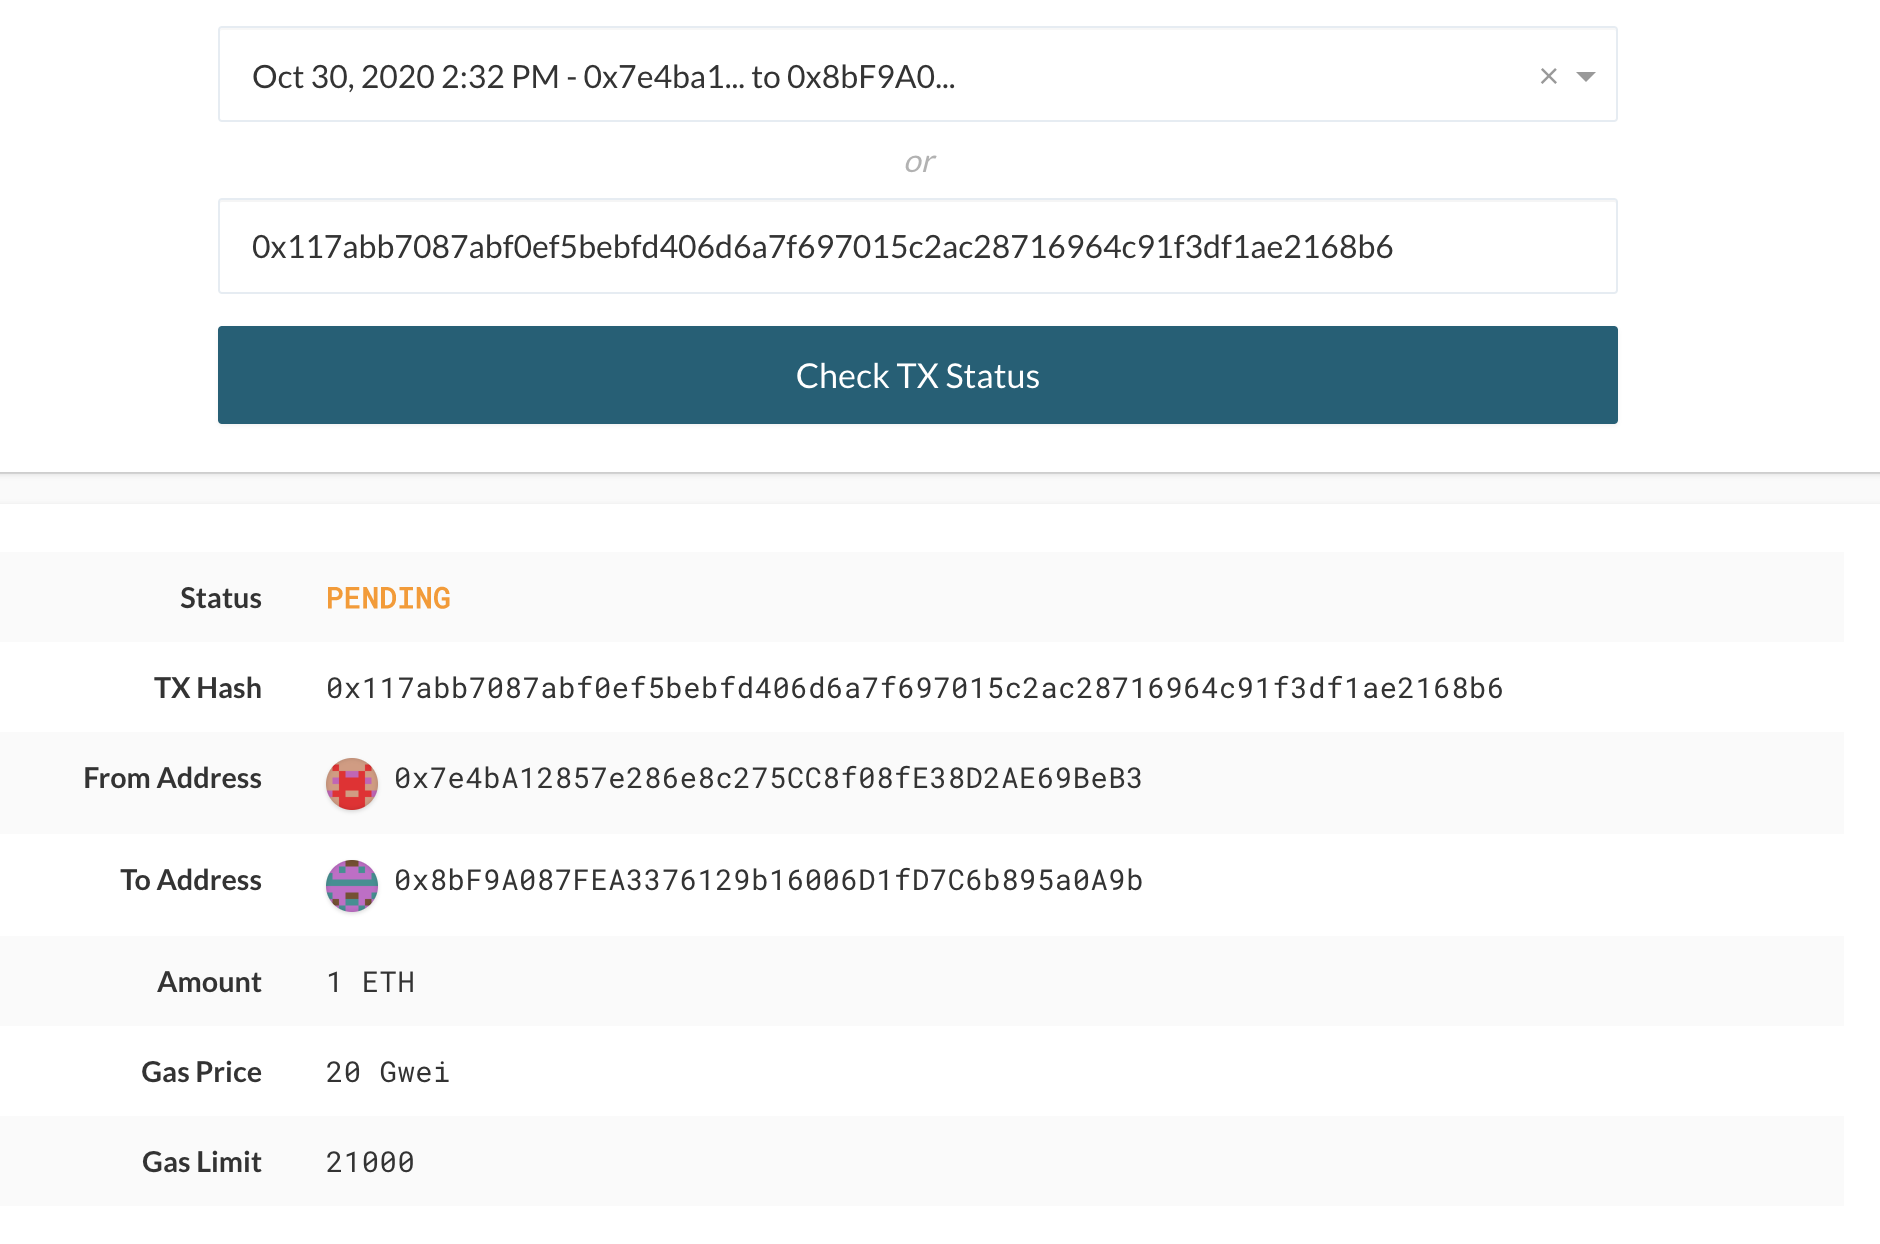 Oct 30, 2020 2:32 PM - 0x7e4ba1... to 0x8bF9A0...
or
0x117abb7087abf0ef5bebfd406d6a7f697015c2ac28716964c91f3df1ae2168b6
Check TX Status
Status PENDING
TX Hash 0x117abb7087abf0ef5bebfd406d6a7f697015c2ac28716964c91f3df1ae2168b6
From Address 0x7e4bA12857e286e8c275CC8f08fE38D2AE69BeB3
To Address 0x8bF9A087FEA3376129b16006D1fD7C6b895a0A9b
Amount 1 ETH
Gas Price 20 Gwei
Gas Limit 21000